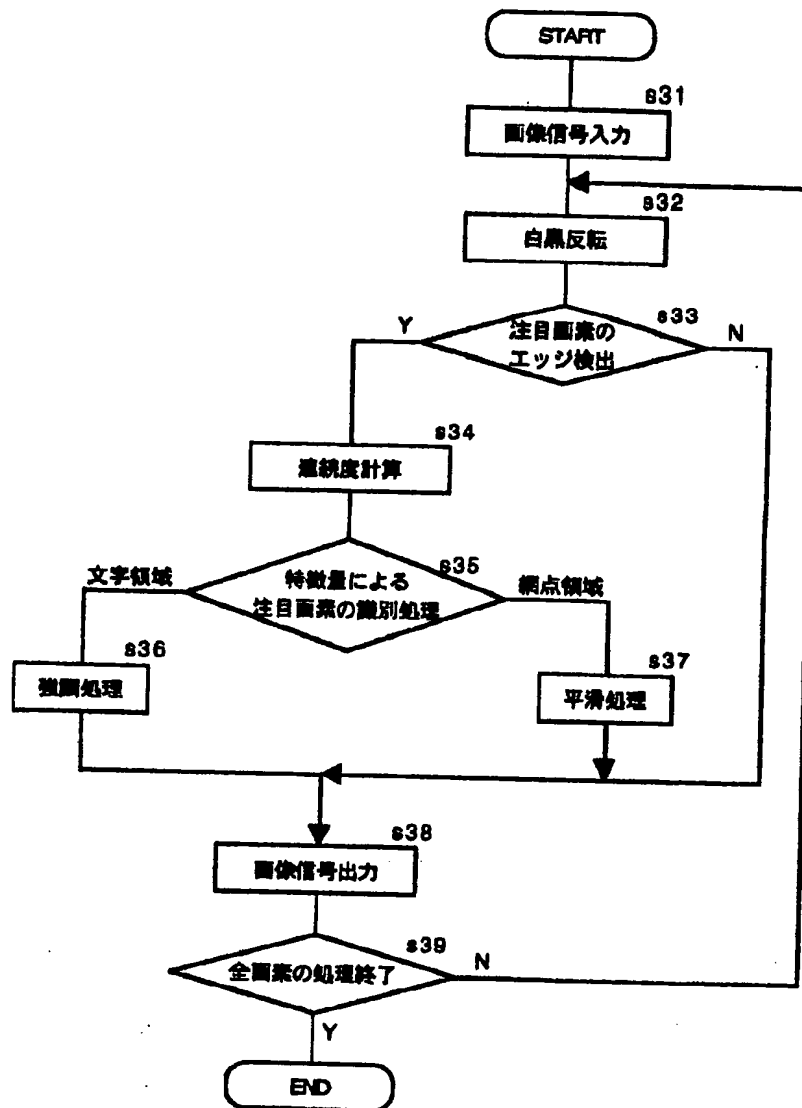 START
s31
画像信号入力
s32
白黒反転
s33
Y
注目画素の
エッジ検出
N
s34
連続度計算
文字領域
s35
特徴量による
注目画素の識別処理
網点領域
s36
強調処理
s37
平滑処理
s38
画像信号出力
s39
全画素の処理終了
N
Y
END